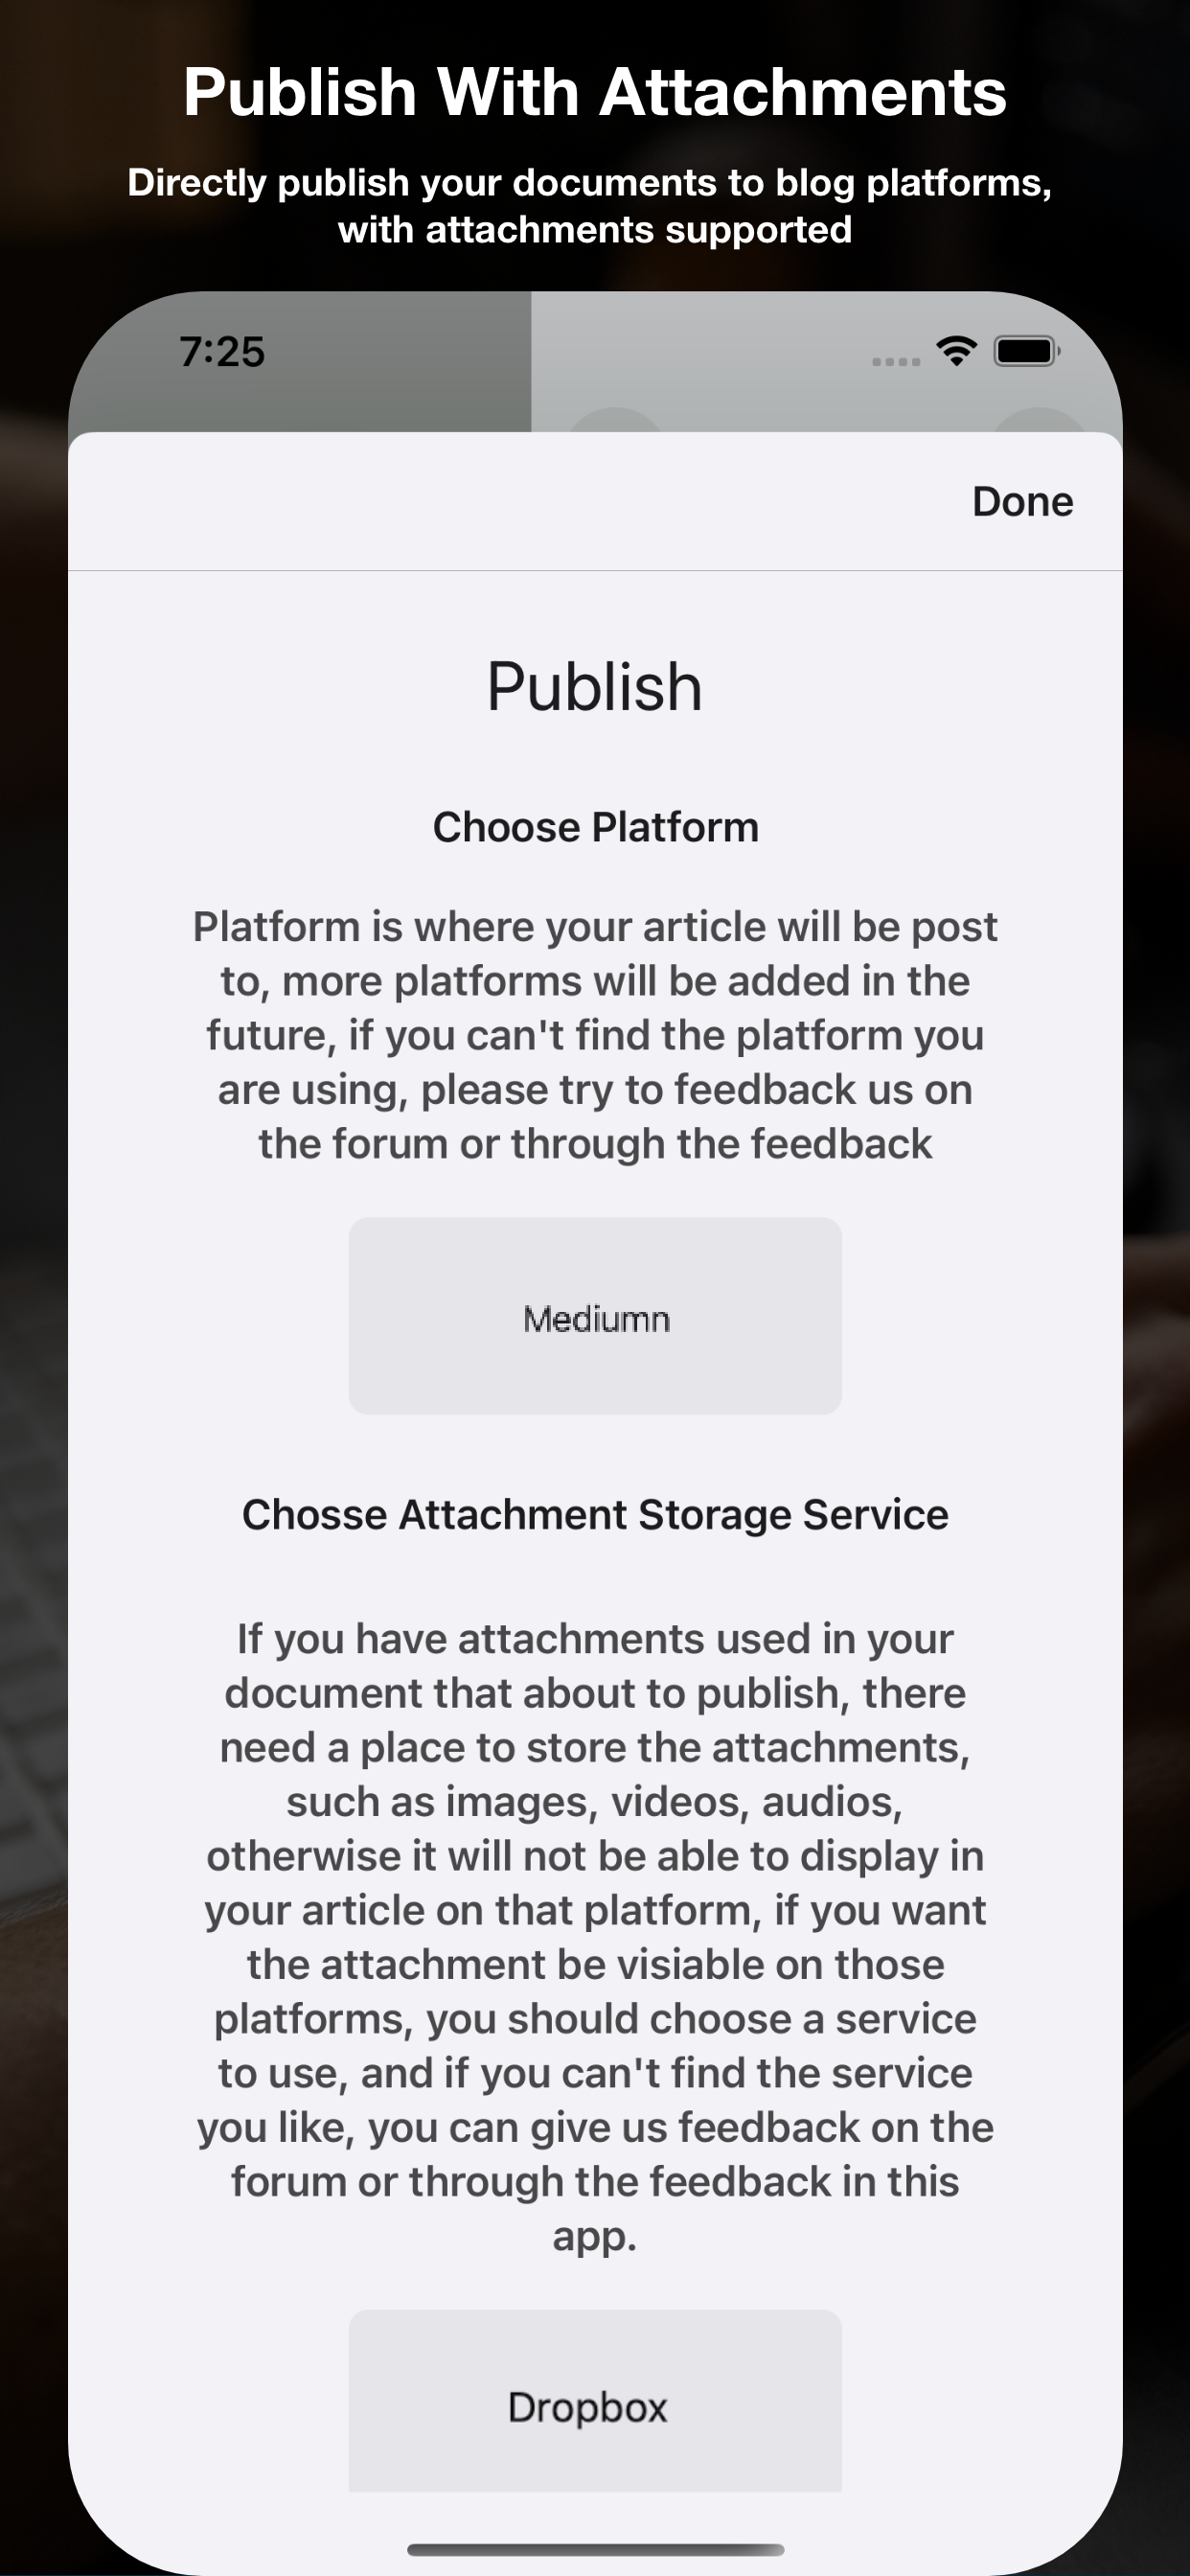 Publish With Attachments
Directly publish your documents to blog platforms,
with attachments supported
7:25
Done
Publish
Choose Platform
Platform is where your article will be post
to, more platforms will be added in the
future, if you can't find the platform you
are using, please try to feedback us on
the forum or through the feedback
Mediumn
Chosse Attachment Storage Service
If you have attachments used in your
document that about to publish, there
need a place to store the attachments,
such as images, videos, audios,
otherwise it will not be able to display in
your article on that platform, if you want
the attachment be visiable on those
platforms, you should choose a service
to use, and if you can't find the service
you like, you can give us feedback on the
forum or through the feedback in this
app.
Dropbox